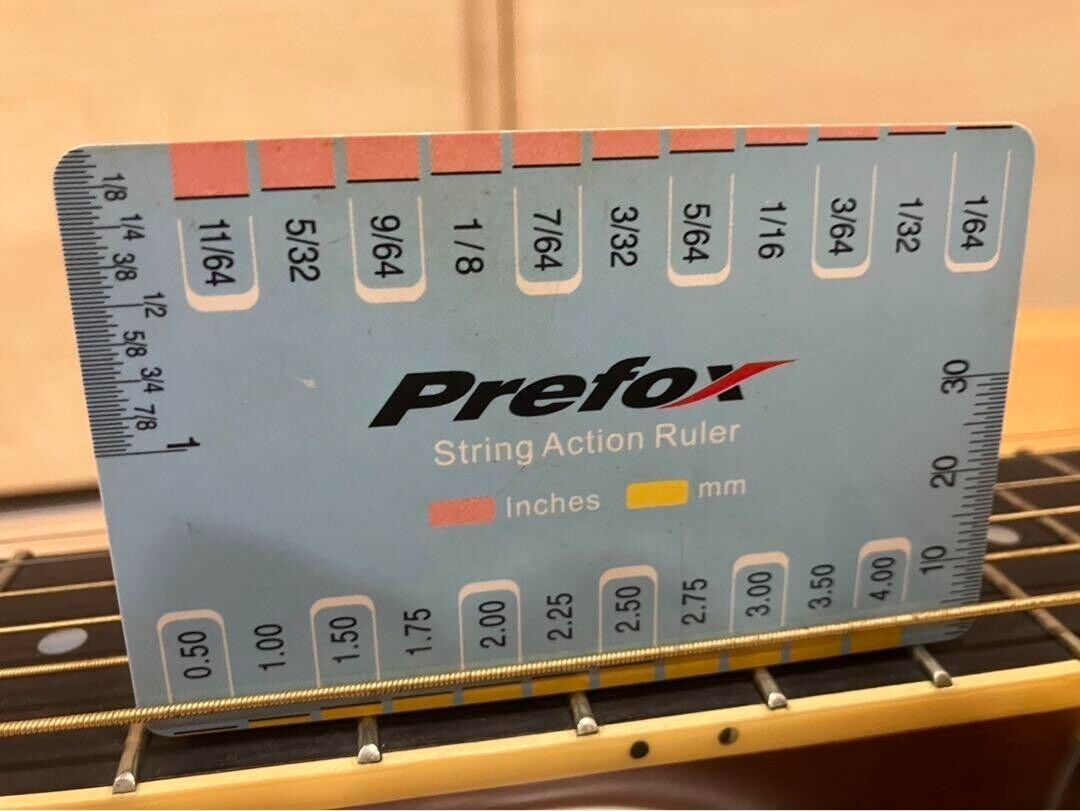 11/64 5/32 9/64 1/8 7/64 3/32 5/64 1/16 3/64 1/32 1/64
1/8
1/4
3/8
1/2
5/8
3/4
7/8
1
Prefox
String Action Ruler
Inches mm
30
20
10
0.50 1.00 1.50 1.75 2.00 2.25 2.50 2.75 3.00 3.50 4.00